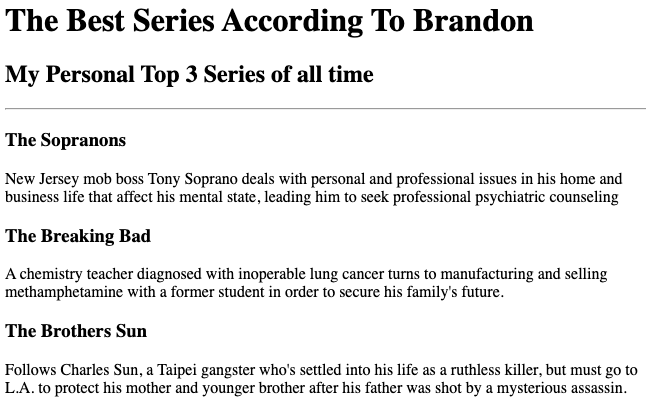 The Best Series According To Brandon
My Personal Top 3 Series of all time
The Sopranons
New Jersey mob boss Tony Soprano deals with personal and professional issues in his home and
business life that affect his mental state, leading him to seek professional psychiatric counseling
The Breaking Bad
A chemistry teacher diagnosed with inoperable lung cancer turns to manufacturing and selling
methamphetamine with a former student in order to secure his family's future.
The Brothers Sun
Follows Charles Sun, a Taipei gangster who's settled into his life as a ruthless killer, but must go to
L.A. to protect his mother and younger brother after his father was shot by a mysterious assassin.